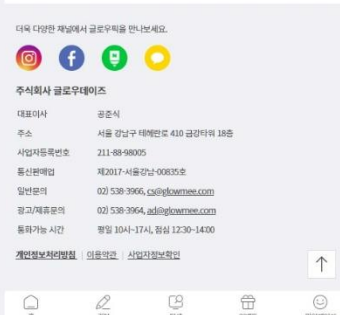 더욱 다양한 채널에서 글로우픽을 만나보세요.
주식회사 글로우데이즈
대표이사 공준식
주소 서울 강남구 테헤란로 410 금강타워 18층
사업자등록번호 211-88-98005
통신판매업 제2017-서울강남-00835호
일반문의 02) 538-3966, cs@glowmee.com
광고/제휴문의 02) 538-3964, ad@glowmee.com
통화가능 시간 평일 10시~17시, 점심 12:30~14:00
개인정보처리방침 | 이용약관 | 사업자정보확인